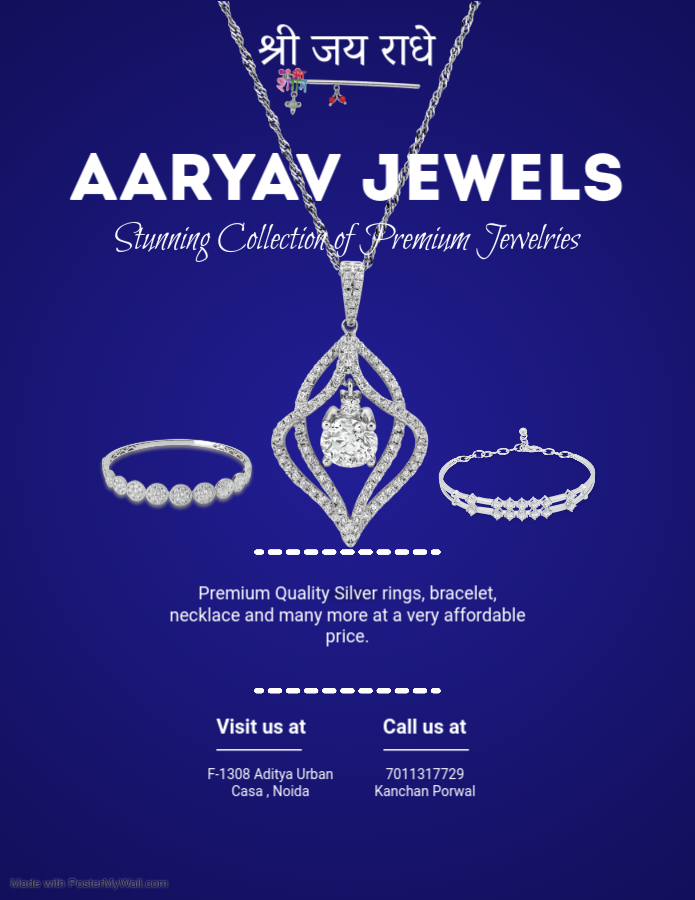 श्री जय राधे
AARYAV JEWELS
Stunning Collection of Premium Jewelries
Premium Quality Silver rings, bracelet,
necklace and many more at a very affordable
price.
Visit us at
F-1308 Aditya Urban
Casa , Noida
Call us at
7011317729
Kanchan Porwal
Made with PosterMyWall.com